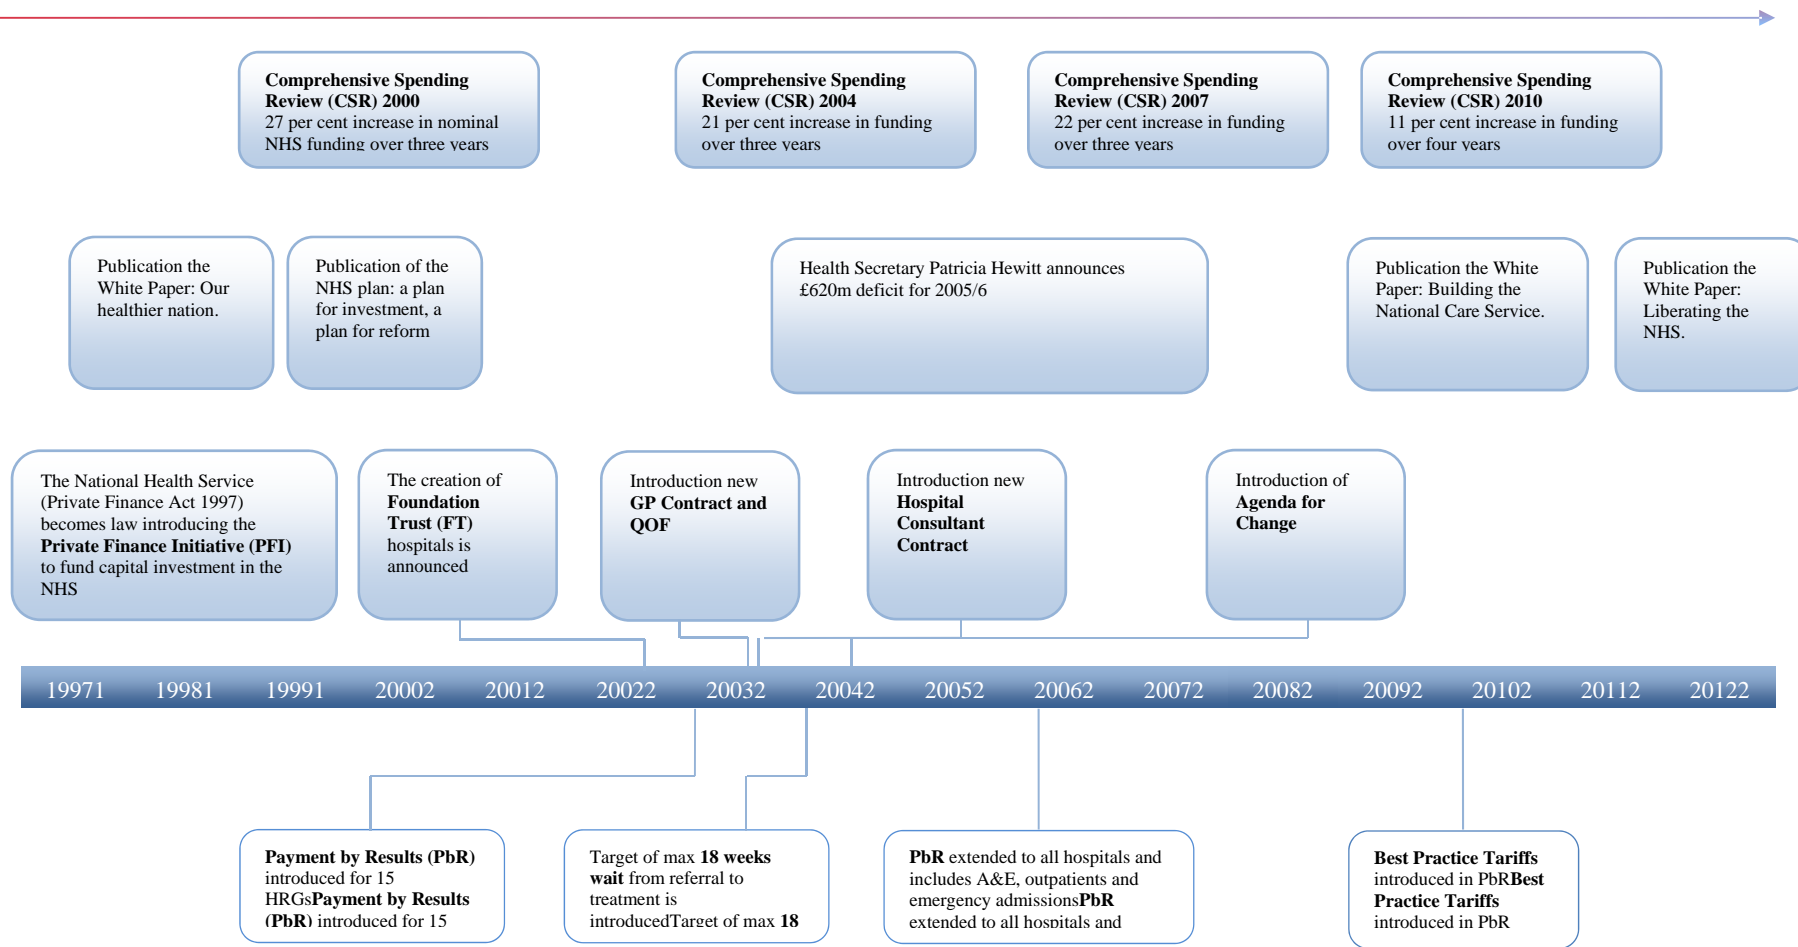 Comprehensive Spending
Review (CSR) 2000
27 per cent increase in nominal
NHS funding over three years
Comprehensive Spending
Review (CSR) 2004
21 per cent increase in funding
over three years
Comprehensive Spending
Review (CSR) 2007
22 per cent increase in funding
over three years
Comprehensive Spending
Review (CSR) 2010
11 per cent increase in funding
over four years
Publication the
White Paper: Our
healthier nation.
Publication of the
NHS plan: a plan
for investment, a
plan for reform
Health Secretary Patricia Hewitt announces
£620m deficit for 2005/6
Publication the White
Paper: Building the
National Care Service.
Publication the
White Paper:
Liberating the
NHS.
The National Health Service
(Private Finance Act 1997)
becomes law introducing the
Private Finance Initiative (PFI)
to fund capital investment in the
NHS
The creation of
Foundation
Trust (FT)
hospitals is
announced
Introduction new
GP Contract and
QOF
Introduction new
Hospital
Consultant
Contract
Introduction of
Agenda for
Change
19971 19981 19991 20002 20012 20022 20032 20042 20052 20062 20072 20082 20092 20102 20112 20122
Payment by Results (PbR)
introduced for 15
HRGsPayment by Results
(PbR) introduced for 15
Target of max 18 weeks
wait from referral to
treatment is
introducedTarget of max 18
PbR extended to all hospitals and
includes A&E, outpatients and
emergency admissionsPbR
extended to all hospitals and
Best Practice Tariffs
introduced in PbRBest
Practice Tariffs
introduced in PbR